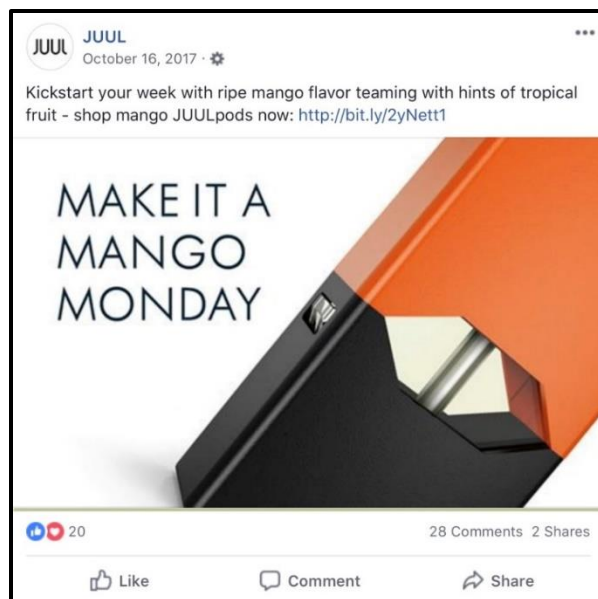 JUUL
JUUL
October 16, 2017 ·
Kickstart your week with ripe mango flavor teaming with hints of tropical
fruit - shop mango JUULpods now: http://bit.ly/2yNett1
MAKE IT A
MANGO
MONDAY
20
28 Comments 2 Shares
Like Comment Share